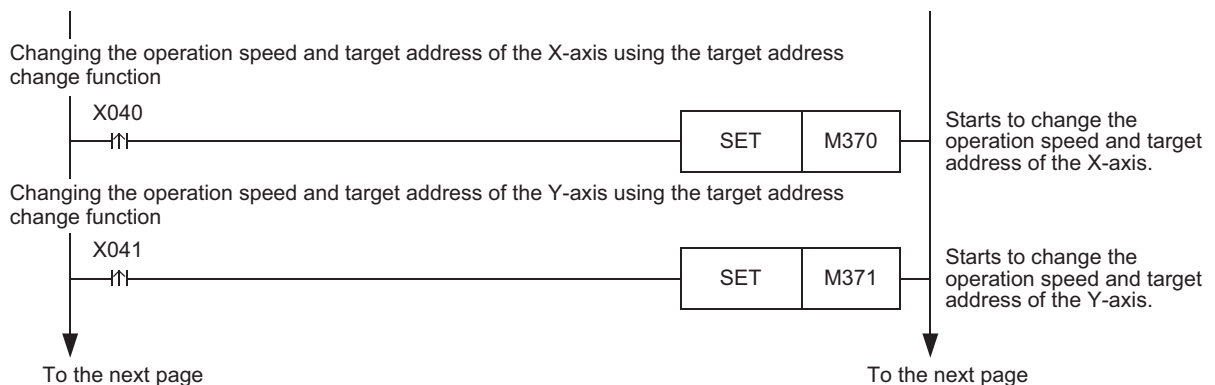 Changing the operation speed and target address of the X-axis using the target address
change function
X040
SET
M370
Starts to change the
operation speed and target
address of the X-axis.
Changing the operation speed and target address of the Y-axis using the target address
change function
X041
SET
M371
Starts to change the
operation speed and target
address of the Y-axis.
To the next page
To the next page